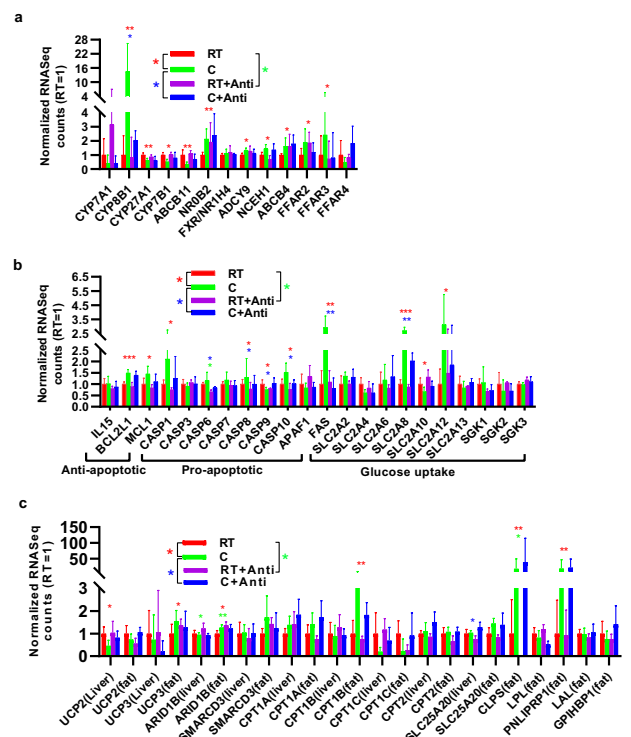 a
Normalized RNASeq
counts (RT=1)
28
22
16
10
4
4
3
2
1
0
RT
C
RT+Anti
C+Anti
*
*
*
**
*
**
*
**
**
*
*
*
*
*
CYP7A1
CYP8B1
CYP27A1
CYP7B1
ABCB11
NR0B2
FXR/NR1H4
ADCY9
NCEH1
ABCB4
FFAR2
FFAR3
FFAR4
b
Normalized RNASeq
counts (RT=1)
6.5
5.5
4.5
3.5
2.5
2.5
2.0
1.5
1.0
0.5
0.0
RT
C
RT+Anti
C+Anti
*
*
*
***
*
*
*
*
*
*
*
*
*
*
**
**
***
**
*
*
IL15
BCL2L1
MCL1
CASP1
CASP3
CASP6
CASP7
CASP8
CASP9
CASP10
APAF1
FAS
SLC2A2
SLC2A4
SLC2A6
SLC2A8
SLC2A10
SLC2A12
SLC2A13
SGK1
SGK2
SGK3
Anti-apoptotic
Pro-apoptotic
Glucose uptake
c
Normalized RNASeq
counts (RT=1)
150
100
50
3
2
1
0
RT
C
RT+Anti
C+Anti
*
*
*
*
*
*
*
**
**
*
**
*
**
UCP2(Liver)
UCP2(fat)
UCP3(Liver)
UCP3(fat)
ARID1B(liver)
ARID1B(fat)
SMARCD3(liver)
SMARCD3(fat)
CPT1A(liver)
CPT1A(fat)
CPT1B(liver)
CPT1B(fat)
CPT1C(liver)
CPT1C(fat)
CPT2(liver)
CPT2(fat)
SLC25A20(liver)
SLC25A20(fat)
CLPS(fat)
LPL(fat)
PNLIPRP1(fat)
LAL(fat)
GPIHBP1(fat)